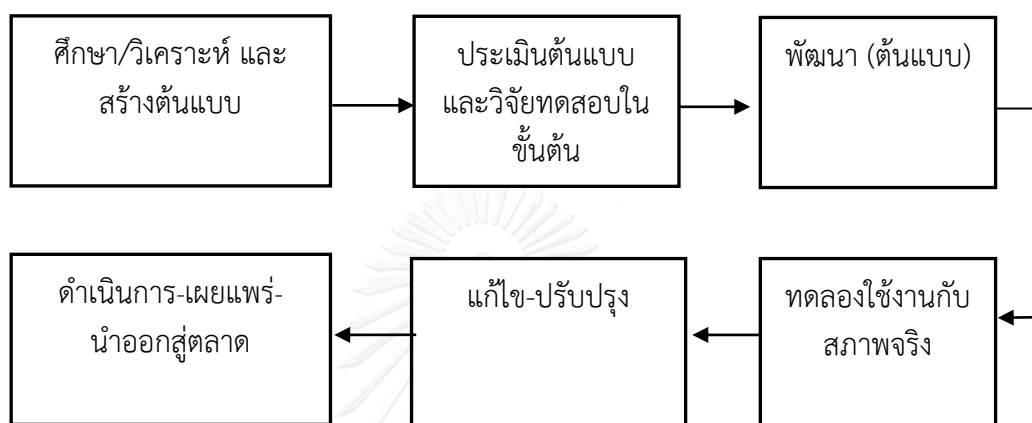 ศึกษา/วิเคราะห์ และ
สร้างต้นแบบ
ประเมินต้นแบบ
และวิจัยทดสอบใน
ขั้นต้น
พัฒนา (ต้นแบบ)
ทดลองใช้งานกับ
สภาพจริง
แก้ไข-ปรับปรุง
ดำเนินการ-เผยแพร่-
นำออกสู่ตลาด